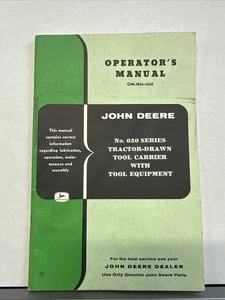 OPERATOR'S
MANUAL
JOHN DEERE
This manual
contains correct
information
regarding lubrication,
operation, main-
tenance and
assembly
No. 650 SERIES
TRACTOR-DRAWN
TOOL CARRIER
WITH
TOOL EQUIPMENT
For the best service see your
JOHN DEERE DEALER
Use Only Genuine John Deere Parts